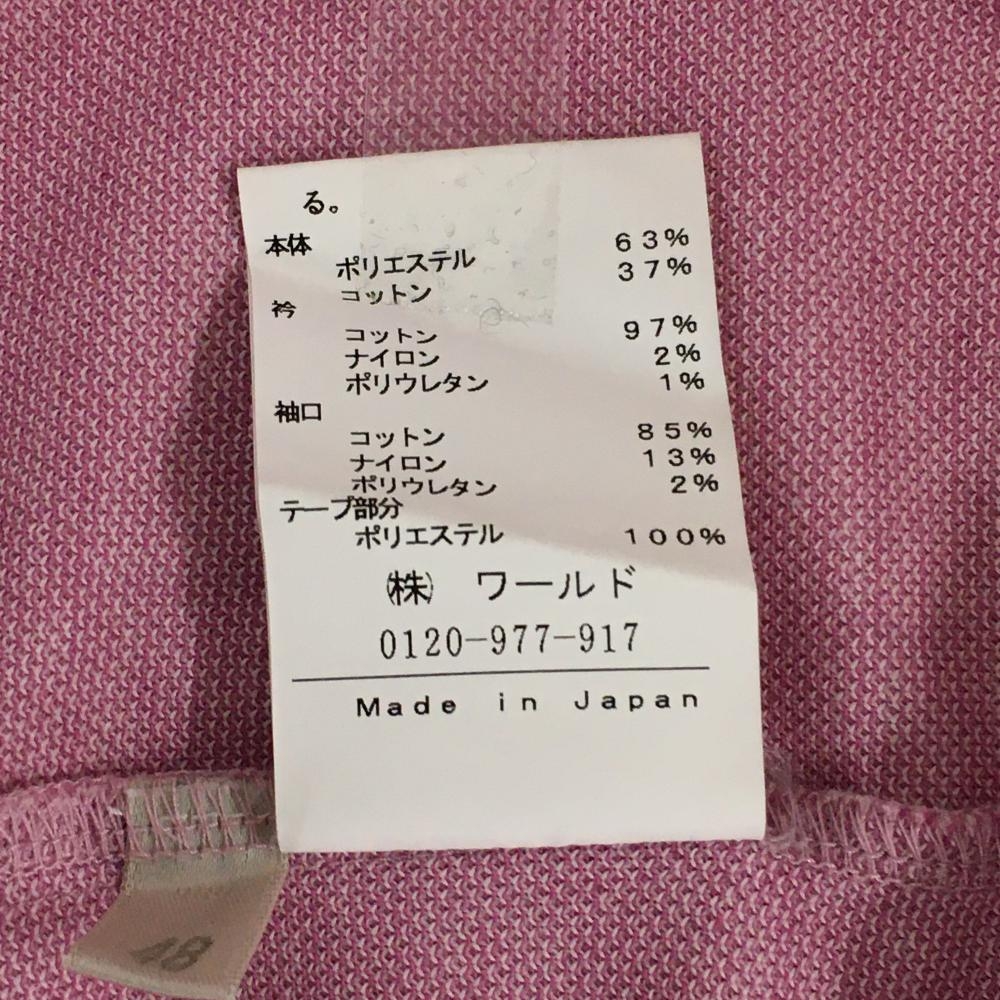 る。
本体
ポリエステル 63%
コットン 37%
衿
コットン 97%
ナイロン 2%
ポリウレタン 1%
袖口
コットン 85%
ナイロン 13%
ポリウレタン 2%
テープ部分
ポリエステル 100%
㈱ ワールド
0120-977-917
Made in Japan
48